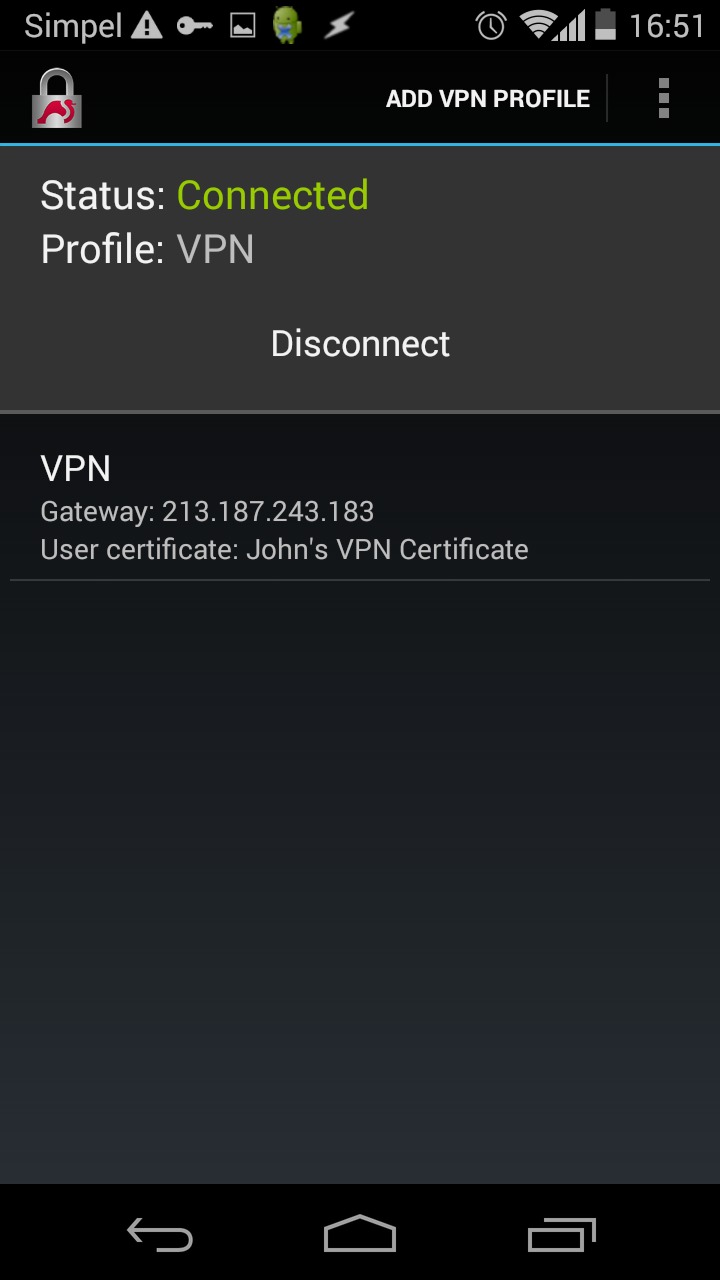 Simpel 16:51
ADD VPN PROFILE
Status: Connected
Profile: VPN
Disconnect
VPN
Gateway: 213.187.243.183
User certificate: John's VPN Certificate